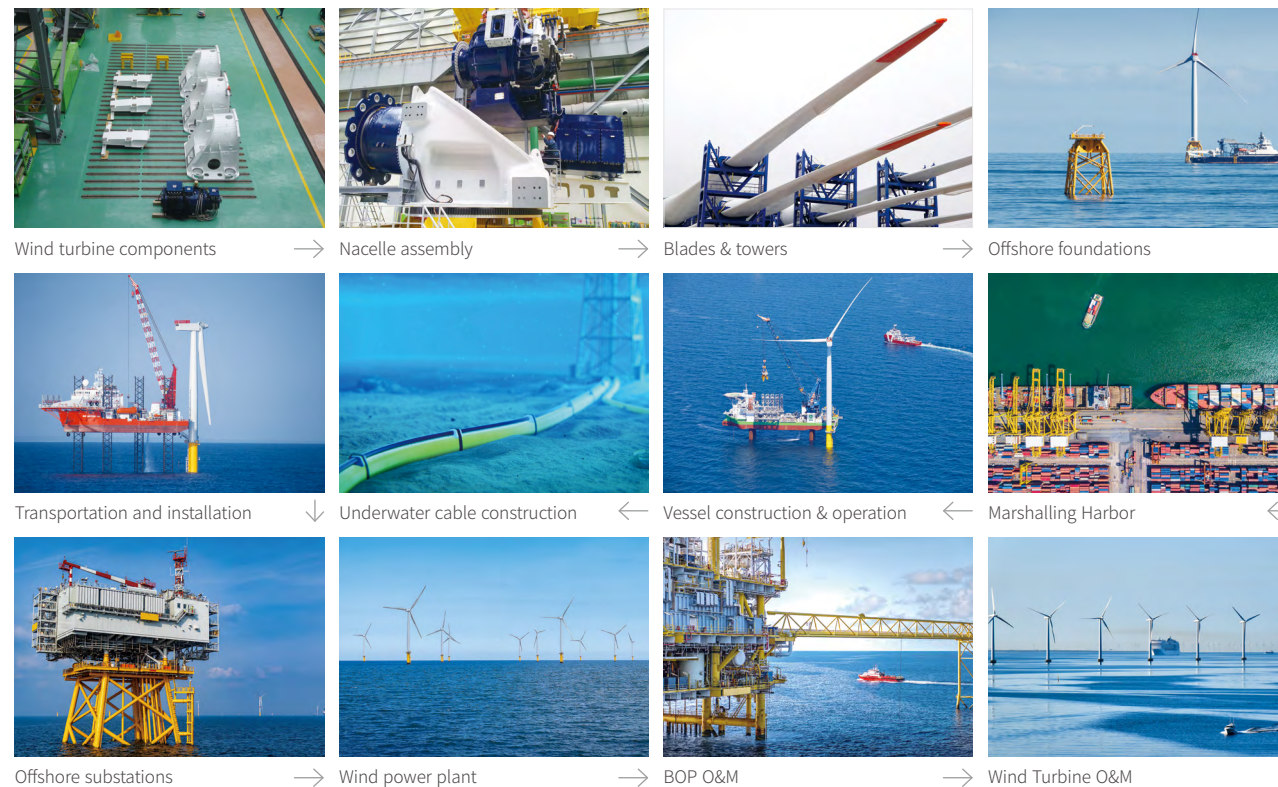 Wind turbine components
Nacelle assembly
Blades & towers
Offshore foundations
Transportation and installation
Underwater cable construction
Vessel construction & operation
Marshalling Harbor
Offshore substations
Wind power plant
BOP O&M
Wind Turbine O&M